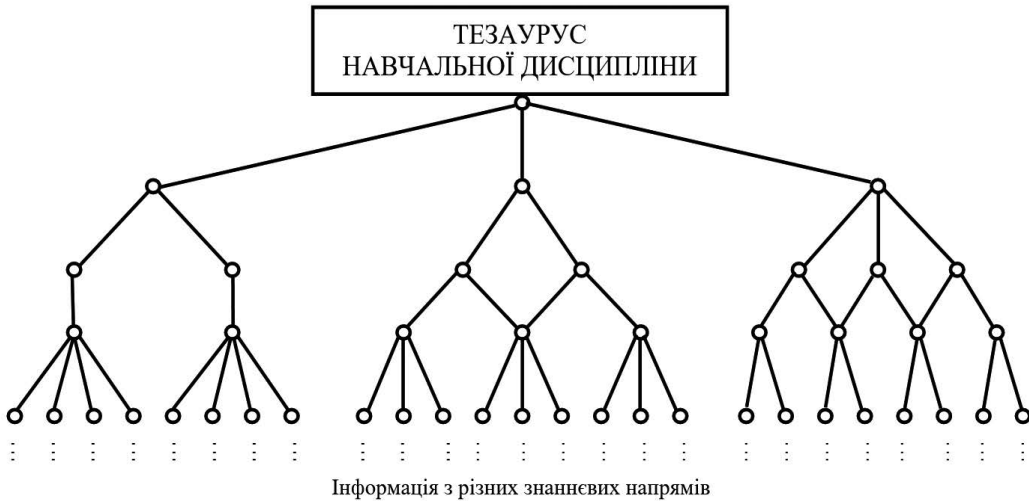 ТЕЗАУРУС
НАВЧАЛЬНОЇ ДИСЦИПЛІНИ
Інформація з різних знаннєвих напрямів